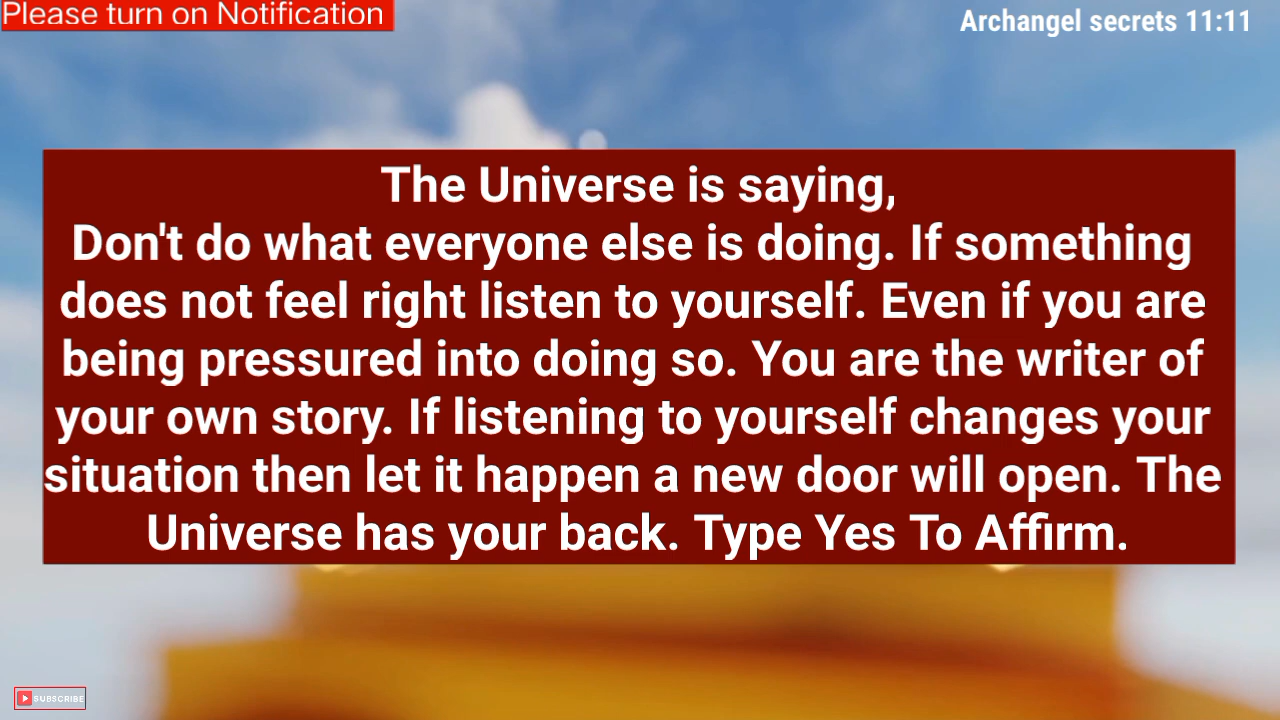 Please turn on Notification
Archangel secrets 11:11
The Universe is saying,
Don't do what everyone else is doing. If something
does not feel right listen to yourself. Even if you are
being pressured into doing so. You are the writer of
your own story. If listening to yourself changes your
situation then let it happen a new door will open. The
Universe has your back. Type Yes To Affirm.
SUBSCRIBE